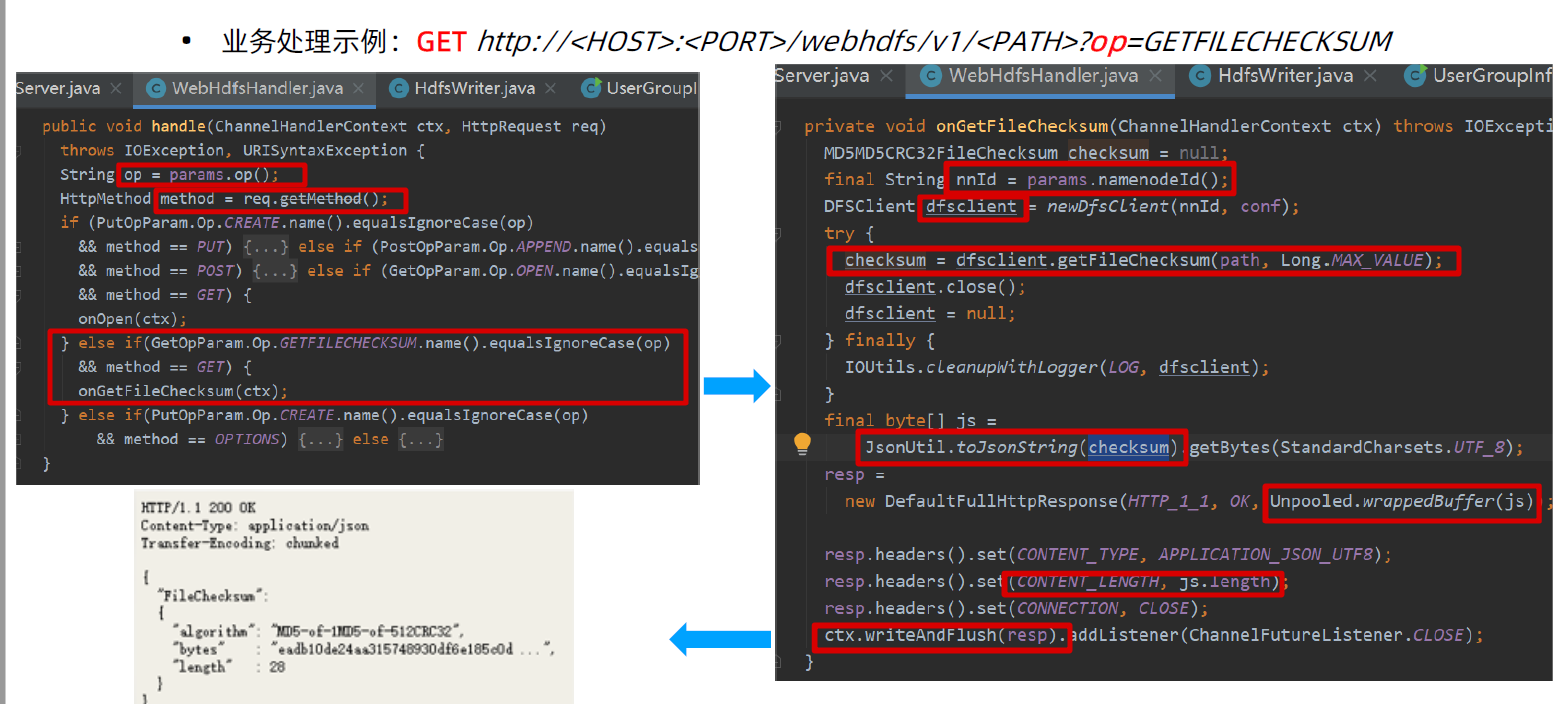 • 业务处理示例：GET http://<HOST>:<PORT>/webhdfs/v1/<PATH>?op=GETFILECHECKSUM
Server.java × WebHdfsHandler.java × HdfsWriter.java × UserGroupI
public void handle(ChannelHandlerContext ctx, HttpRequest req)
throws IOException, URISyntaxException {
String op = params.op();
HttpMethod method = req.getMethod();
if (PutOpParam.Op.CREATE.name().equalsIgnoreCase(op)
&& method == PUT) {...} else if (PostOpParam.Op.APPEND.name().equals
&& method == POST) {...} else if (GetOpParam.Op.OPEN.name().equalsIg
&& method == GET) {
onOpen(ctx);
} else if(GetOpParam.Op.GETFILECHECKSUM.name().equalsIgnoreCase(op)
&& method == GET) {
onGetFileChecksum(ctx);
} else if(PutOpParam.Op.CREATE.name().equalsIgnoreCase(op)
&& method == OPTIONS) {...} else {...}
}
Server.java × WebHdfsHandler.java × HdfsWriter.java × UserGroupInf
private void onGetFileChecksum(ChannelHandlerContext ctx) throws IOExcepti
MD5MD5CRC32FileChecksum checksum = null;
final String nnId = params.namenodeId();
DFSClient dfsclient = newDfsClient(nnId, conf);
try {
checksum = dfsclient.getFileChecksum(path, Long.MAX_VALUE);
dfsclient.close();
dfsclient = null;
} finally {
IOUtils.cleanupWithLogger(LOG, dfsclient);
}
final byte[] js =
JsonUtil.toJsonString(checksum).getBytes(StandardCharsets.UTF_8);
resp =
new DefaultFullHttpResponse(HTTP_1_1, OK, Unpooled.wrappedBuffer(js));
resp.headers().set(CONTENT_TYPE, APPLICATION_JSON_UTF8);
resp.headers().set(CONTENT_LENGTH, js.length);
resp.headers().set(CONNECTION, CLOSE);
ctx.writeAndFlush(resp).addListener(ChannelFutureListener.CLOSE);
}
HTTP/1.1 200 OK
Content-Type: application/json
Transfer-Encoding: chunked
{
"FileChecksum":
{
"algorithm": "MD5-of-1MD5-of-512CRC32",
"bytes" : "eadb10de24aa315748930df6e185c0d ...",
"length" : 28
}
}